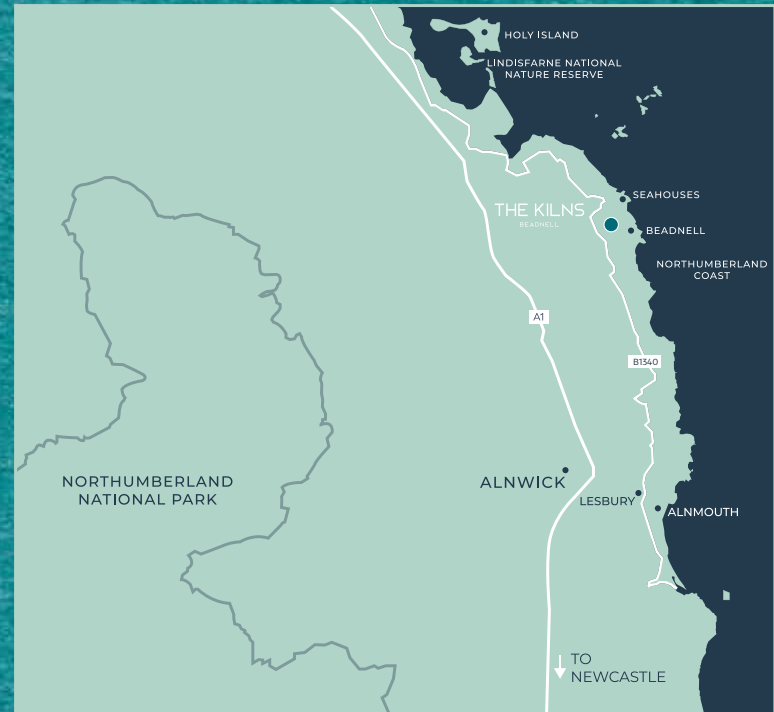 HOLY ISLAND
LINDISFARNE NATIONAL
NATURE RESERVE
SEAHOUSES
THE KILNS
BEADNELL
BEADNELL
NORTHUMBERLAND
COAST
A1
B1340
NORTHUMBERLAND
NATIONAL PARK
ALNWICK
LESBURY
ALNMOUTH
TO
NEWCASTLE